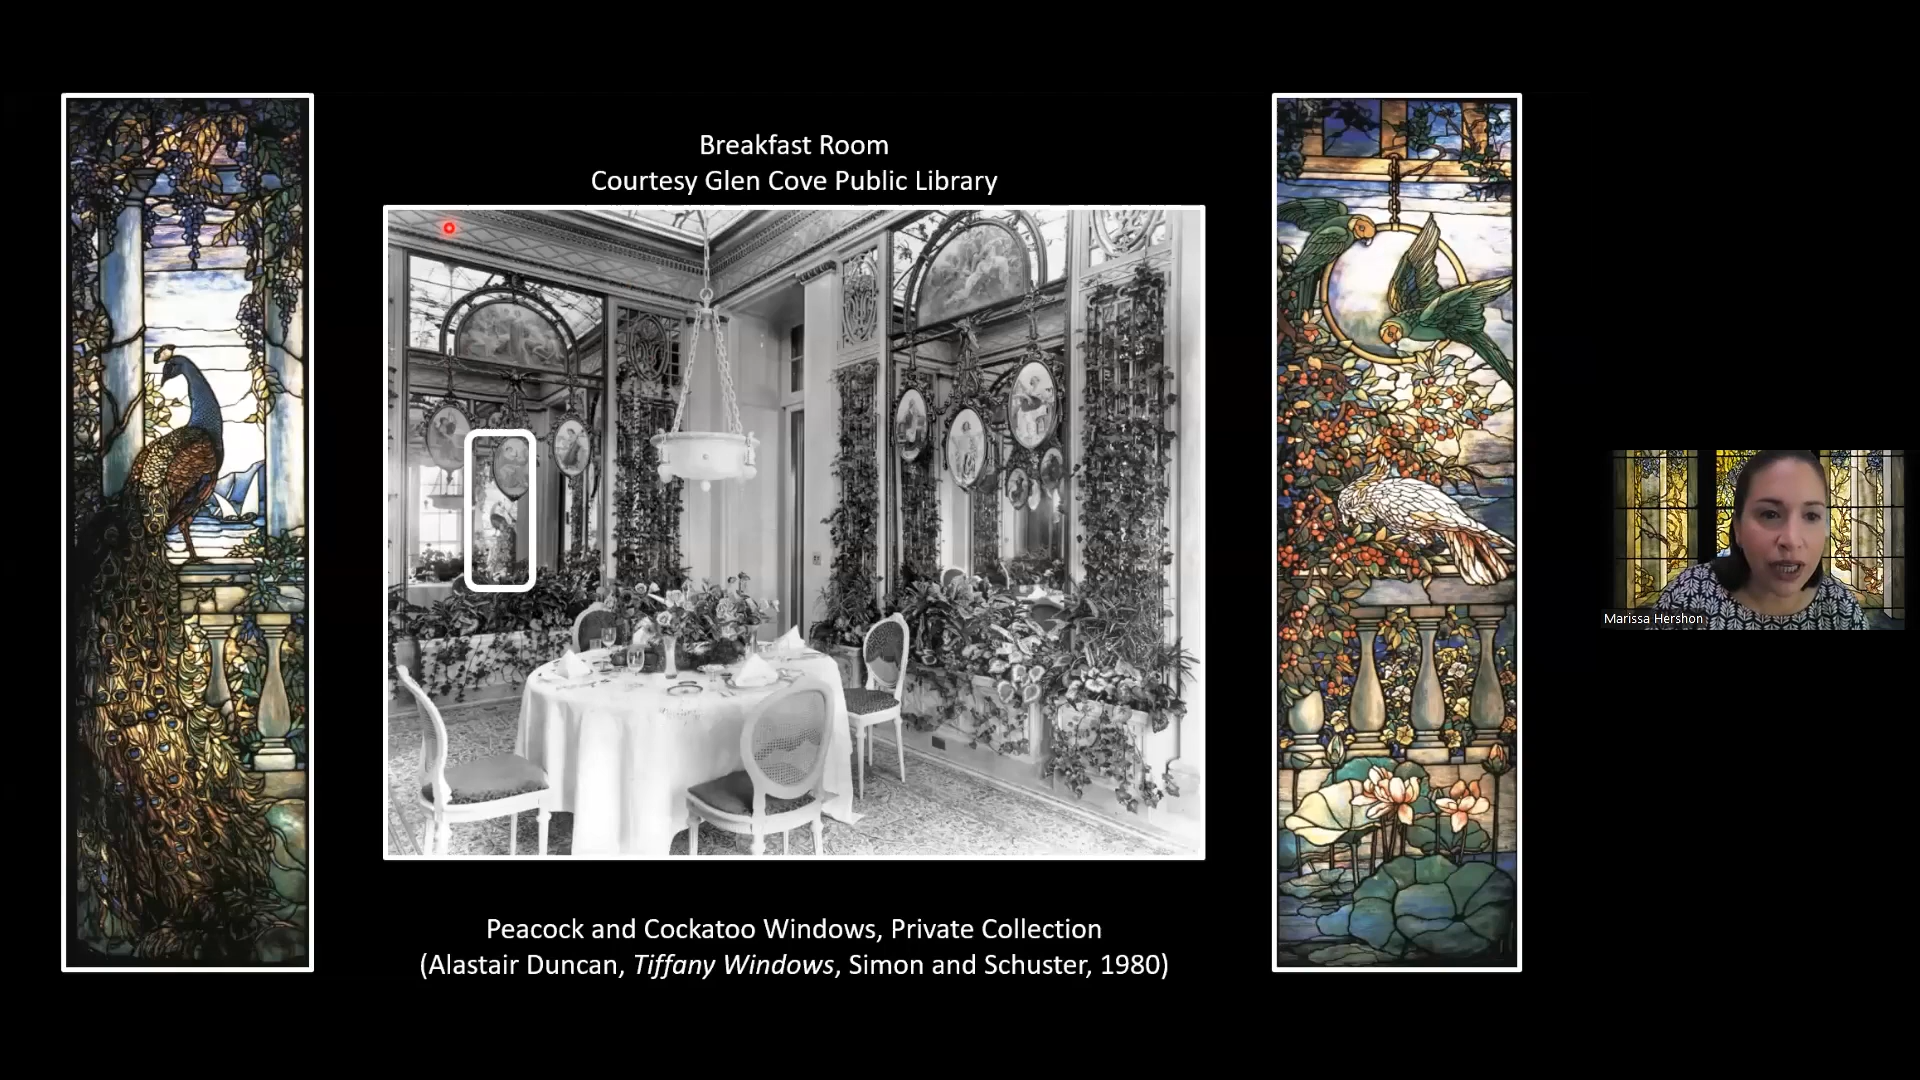 Breakfast Room
Courtesy Glen Cove Public Library
Marissa Hershon
Peacock and Cockatoo Windows, Private Collection
(Alastair Duncan, Tiffany Windows, Simon and Schuster, 1980)